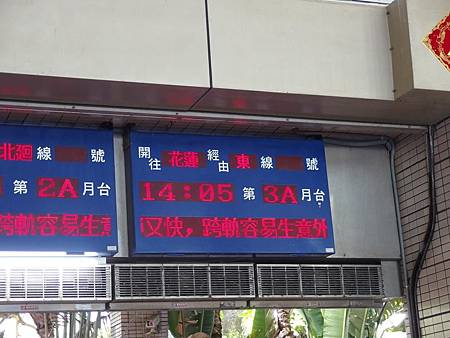 北迴 線 號
第 2A 月台
跨軌容易生意
開往 花蓮 經由 東 線 號
14:05 第 3A 月台
又快，跨軌容易生意外